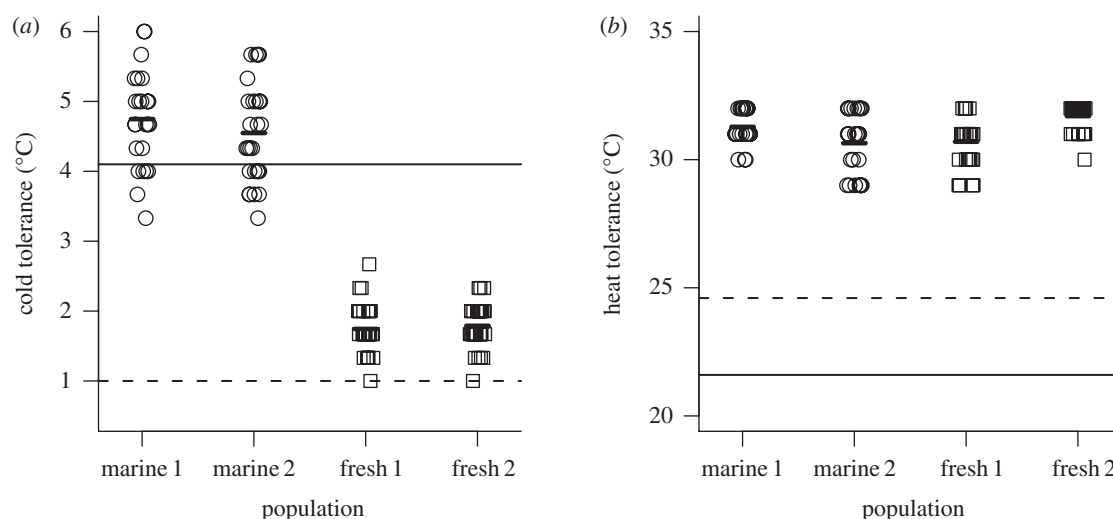 (a)
6
5
4
3
2
1
cold tolerance (°C)
marine 1 marine 2 fresh 1 fresh 2
population
(b)
35
30
25
20
heat tolerance (°C)
marine 1 marine 2 fresh 1 fresh 2
population